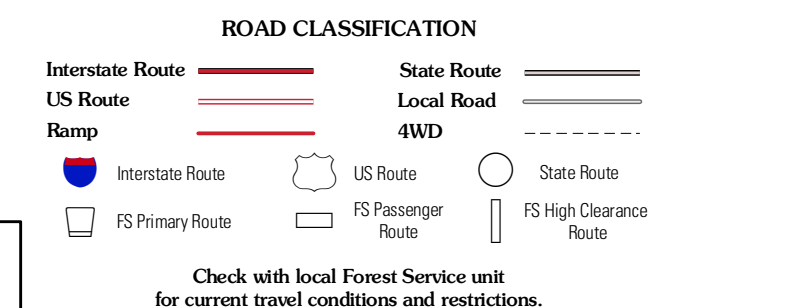 ROAD CLASSIFICATION
Interstate Route
State Route
US Route
Local Road
Ramp
4WD
Interstate Route
US Route
State Route
FS Primary Route
FS Passenger
Route
FS High Clearance
Route
Check with local Forest Service unit
for current travel conditions and restrictions.